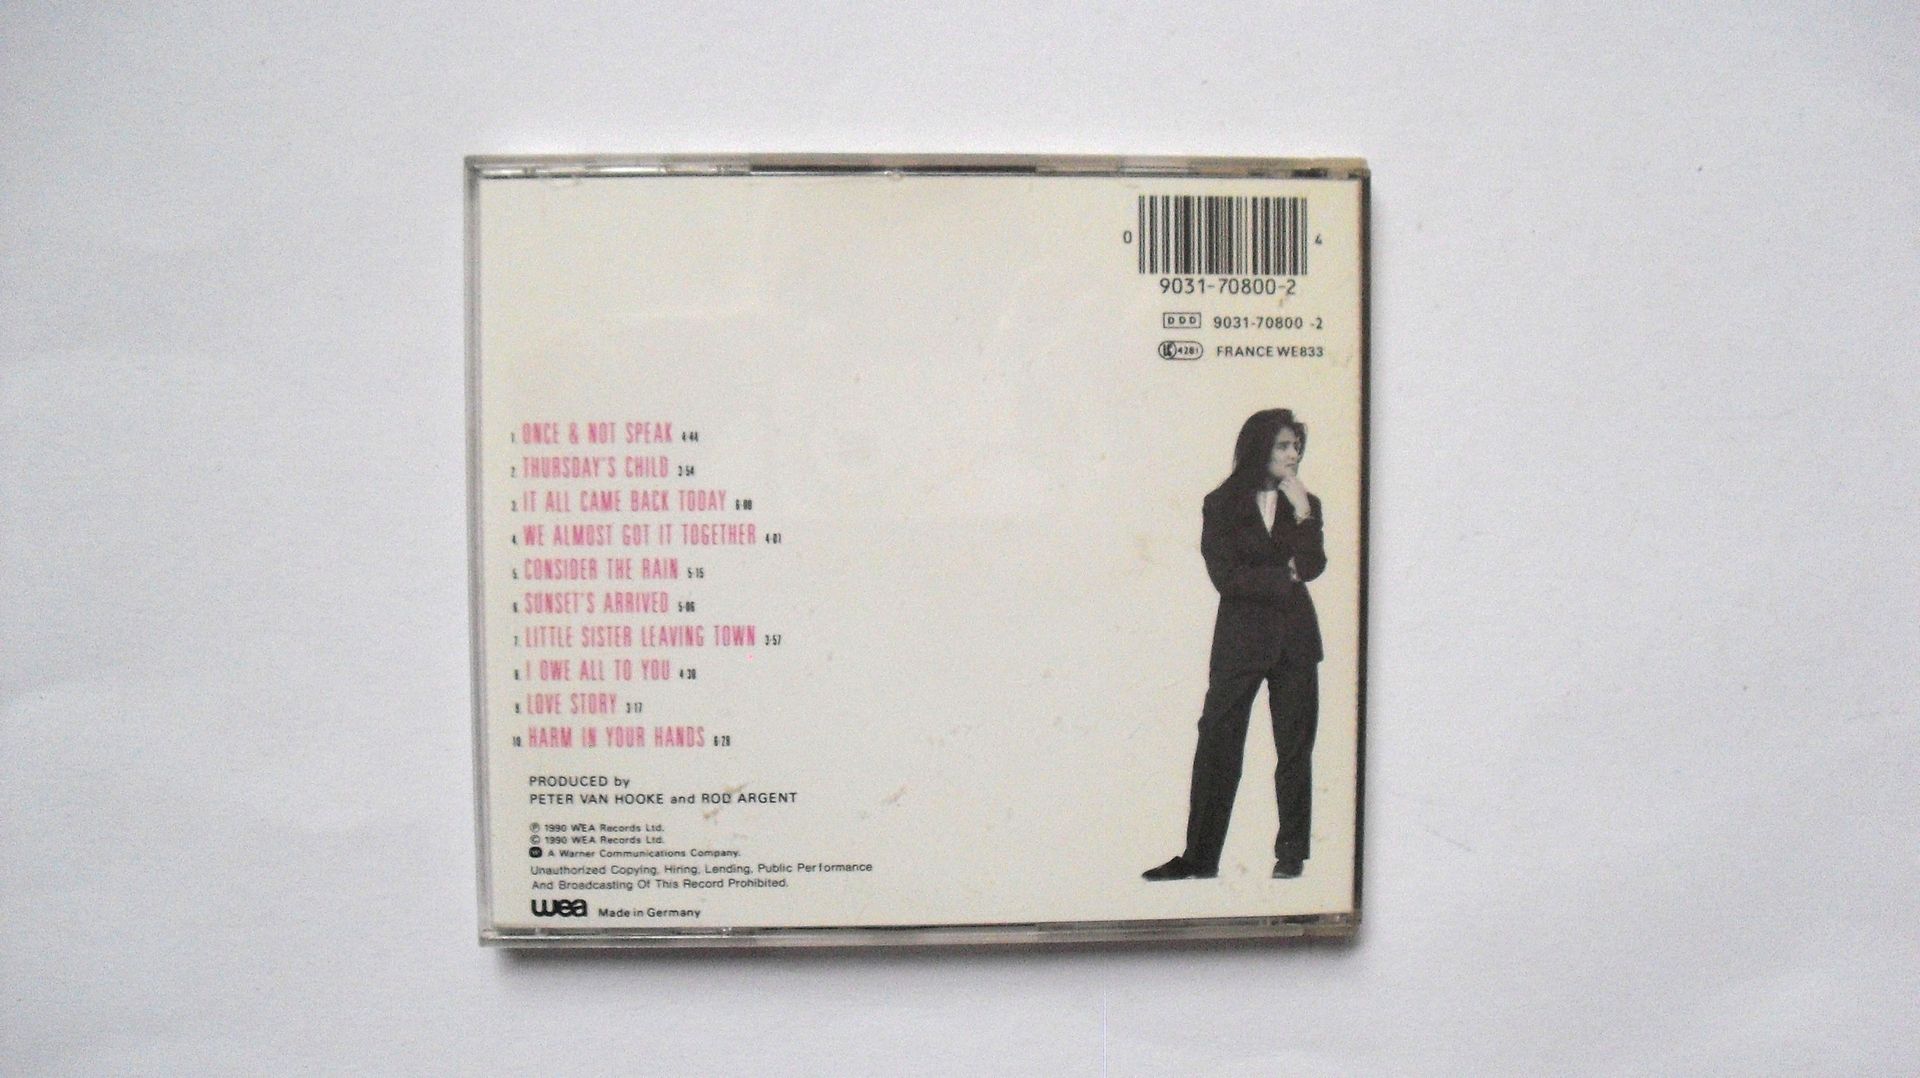 0 4
9031-70800-2
DDD 9031-70800 -2
LC 4281 FRANCE WE833
1. ONCE & NOT SPEAK 4·44
2. THURSDAY'S CHILD 3·54
3. IT ALL CAME BACK TODAY 6·00
4. WE ALMOST GOT IT TOGETHER 4·01
5. CONSIDER THE RAIN 5·15
6. SUNSET'S ARRIVED 5·06
7. LITTLE SISTER LEAVING TOWN 3·57
8. I OWE ALL TO YOU 4·30
9. LOVE STORY 3·17
10. HARM IN YOUR HANDS 6·28
PRODUCED by
PETER VAN HOOKE and ROD ARGENT
℗ 1990 WEA Records Ltd.
© 1990 WEA Records Ltd.
A Warner Communications Company.
Unauthorized Copying, Hiring, Lending, Public Performance
And Broadcasting Of This Record Prohibited.
wea Made in Germany